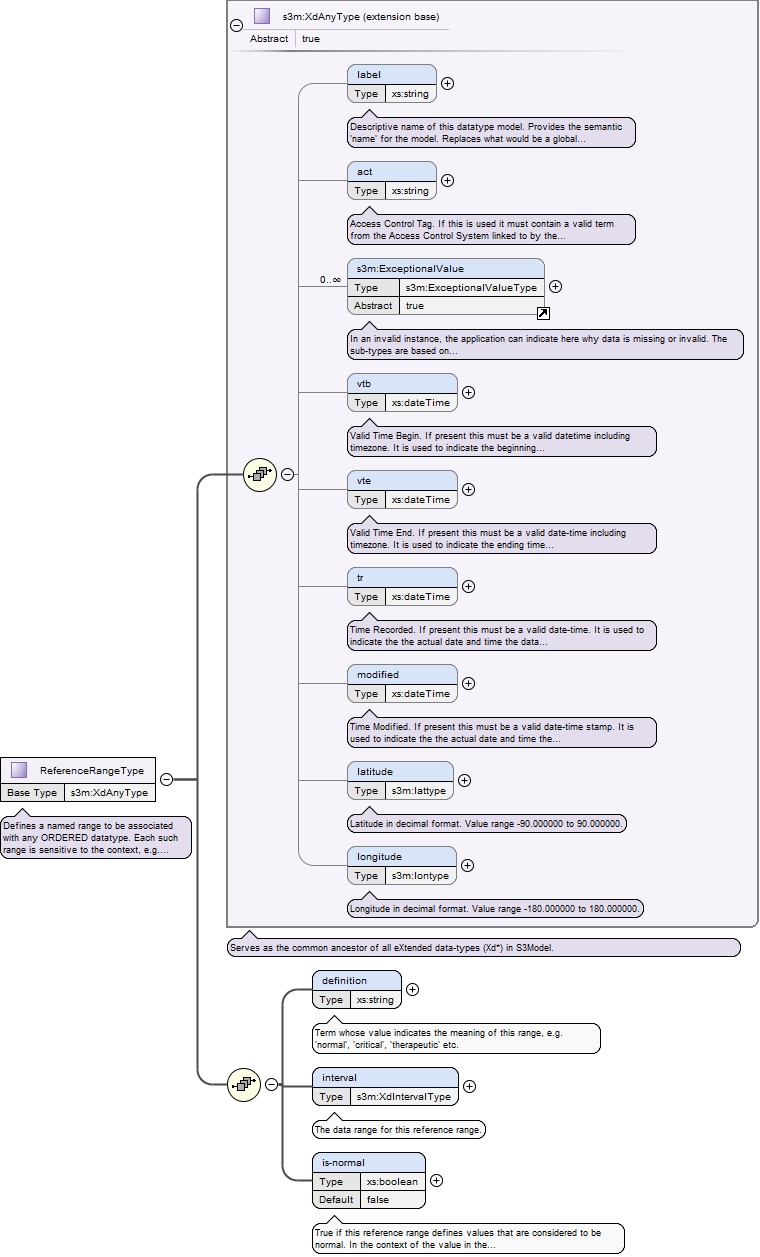 s3m:XdAnyType (extension base)
Abstract true
label
Type xs:string
Descriptive name of this datatype model. Provides the semantic
'name' for the model. Replaces what would be a global...
act
Type xs:string
Access Control Tag. If this is used it must contain a valid term
from the Access Control System linked to by the...
0..∞
s3m:ExceptionalValue
Type s3m:ExceptionalValueType
Abstract true
In an invalid instance, the application can indicate here why data is missing or invalid. The
sub-types are based on...
vtb
Type xs:dateTime
Valid Time Begin. If present this must be a valid datetime including
timezone. It is used to indicate the beginning...
vte
Type xs:dateTime
Valid Time End. If present this must be a valid date-time including
timezone. It is used to indicate the ending time...
tr
Type xs:dateTime
Time Recorded. If present this must be a valid date-time. It is used to
indicate the the actual date and time the data...
modified
Type xs:dateTime
Time Modified. If present this must be a valid date-time stamp. It is
used to indicate the the actual date and time the...
latitude
Type s3m:lattype
Latitude in decimal format. Value range -90.000000 to 90.000000.
longitude
Type s3m:lontype
Longitude in decimal format. Value range -180.000000 to 180.000000.
Serves as the common ancestor of all eXtended data-types (Xd*) in S3Model.
ReferenceRangeType
Base Type s3m:XdAnyType
Defines a named range to be associated
with any ORDERED datatype. Each such
range is sensitive to the context, e.g....
definition
Type xs:string
Term whose value indicates the meaning of this range, e.g.
'normal', 'critical', 'therapeutic' etc.
interval
Type s3m:XdIntervalType
The data range for this reference range.
is-normal
Type xs:boolean
Default false
True if this reference range defines values that are considered to be
normal. In the context of the value in the...